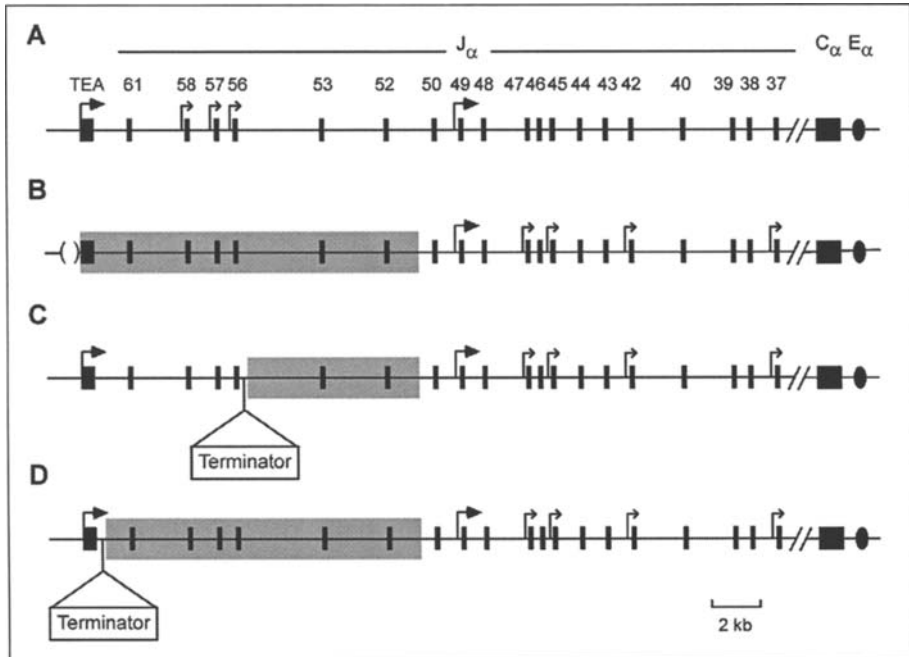 A
J α
C α E α
TEA 61 58 57 56 53 52 50 49 48 47 46 45 44 43 42 40 39 38 37
B
C
Terminator
D
Terminator
2 kb